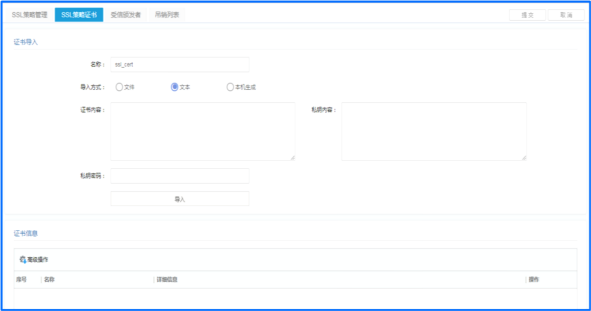 SSL策略管理 SSL策略证书 受信颁发者 吊销列表 提交 取消
证书导入
名称： ssl_cert
导入方式： 文件 文本 本机生成
证书内容： 私钥内容：
私钥密码：
导入
证书信息
高级操作
序号 名称 详细信息 操作